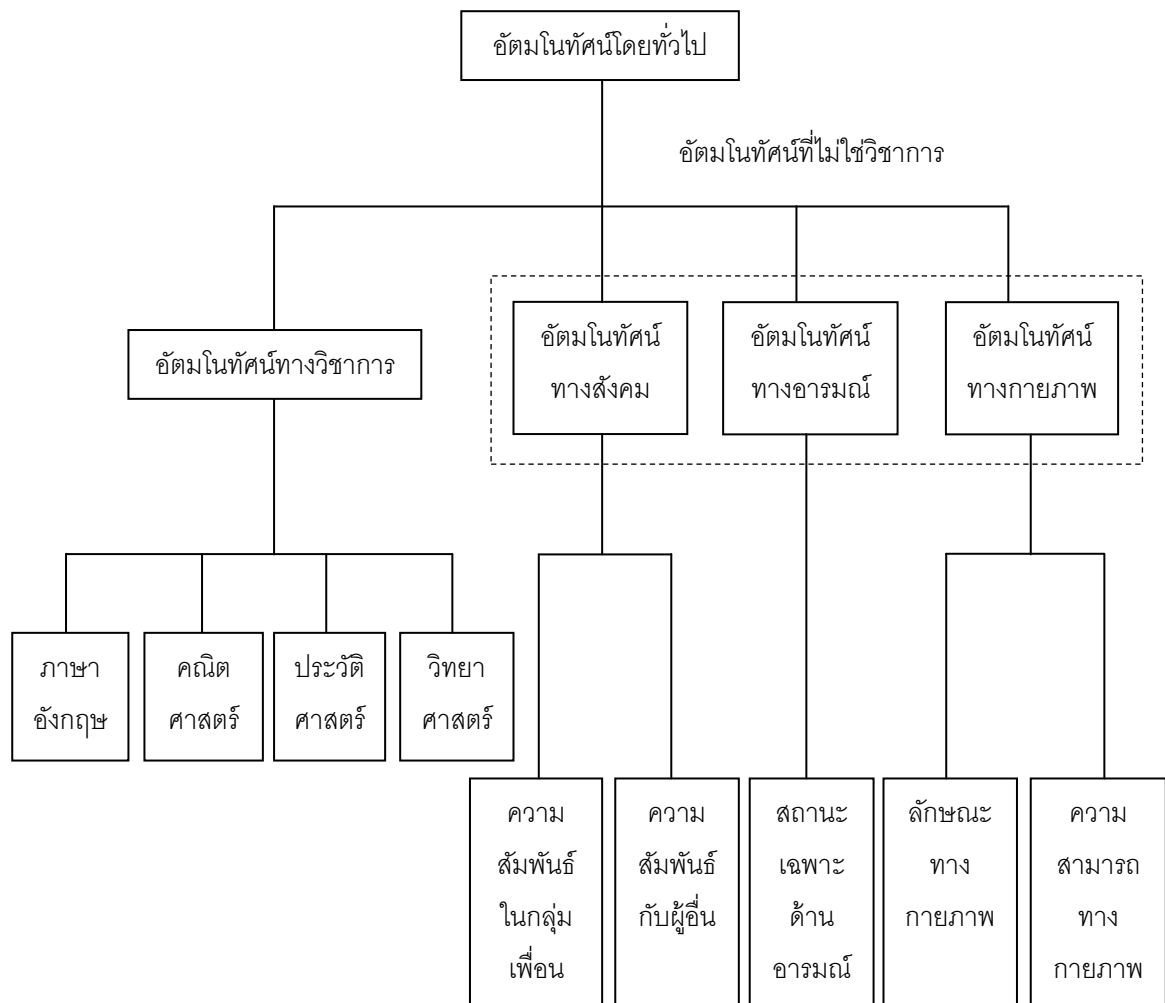 อัตมโนทัศน์โดยทั่วไป
อัตมโนทัศน์ที่ไม่ใช่วิชาการ
อัตมโนทัศน์ทางวิชาการ
อัตมโนทัศน์
ทางสังคม
อัตมโนทัศน์
ทางอารมณ์
อัตมโนทัศน์
ทางกายภาพ
ภาษา
อังกฤษ
คณิต
ศาสตร์
ประวัติ
ศาสตร์
วิทยา
ศาสตร์
ความ
สัมพันธ์
ในกลุ่ม
เพื่อน
ความ
สัมพันธ์
กับผู้อื่น
สถานะ
เฉพาะ
ด้าน
อารมณ์
ลักษณะ
ทาง
กายภาพ
ความ
สามารถ
ทาง
กายภาพ